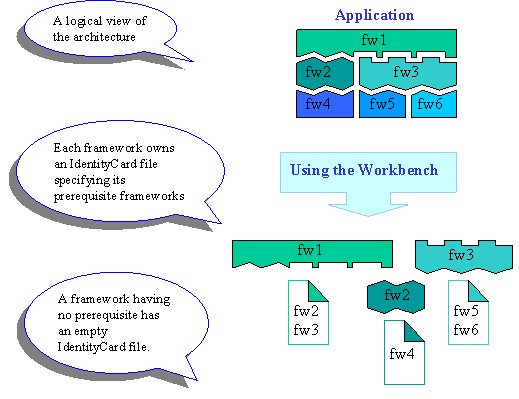 A logical view of
the architecture
Application
fw1
fw2
fw3
fw4
fw5
fw6
Each framework owns
an IdentityCard file
specifying its
prerequisite frameworks
Using the Workbench
fw1
fw3
fw2
fw2
fw3
fw5
fw6
fw4
A framework having
no prerequisite has
an empty
IdentityCard file.